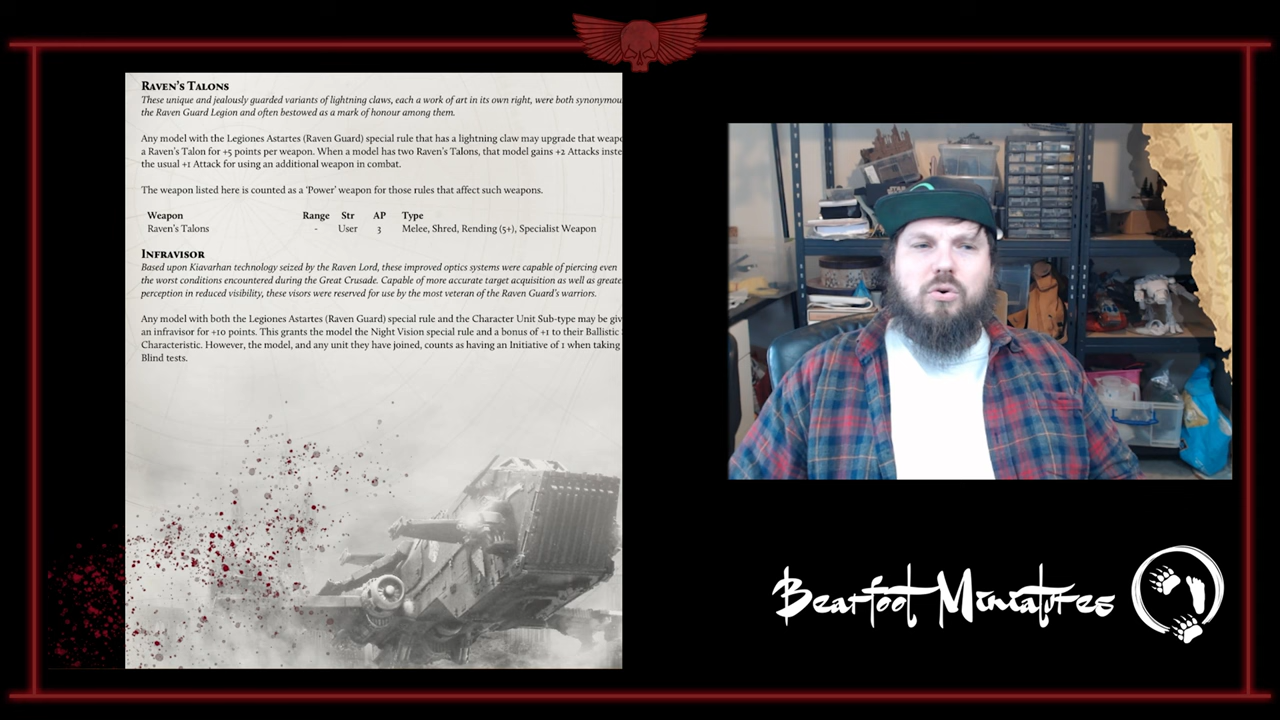 Raven's Talons
These unique and jealously guarded variants of lightning claws, each a work of art in its own right, were both synonymou
the Raven Guard Legion and often bestowed as a mark of honour among them.
Any model with the Legiones Astartes (Raven Guard) special rule that has a lightning claw may upgrade that weapo
a Raven's Talon for +5 points per weapon. When a model has two Raven's Talons, that model gains +2 Attacks inste
the usual +1 Attack for using an additional weapon in combat.
The weapon listed here is counted as a 'Power' weapon for those rules that affect such weapons.
Weapon Range Str AP Type
Raven's Talons - User 3 Melee, Shred, Rending (5+), Specialist Weapon
Infravisor
Based upon Kiavarhan technology seized by the Raven Lord, these improved optics systems were capable of piercing even
the worst conditions encountered during the Great Crusade. Capable of more accurate target acquisition as well as greate
perception in reduced visibility, these visors were reserved for use by the most veteran of the Raven Guard's warriors.
Any model with both the Legiones Astartes (Raven Guard) special rule and the Character Unit Sub-type may be giv
an infravisor for +10 points. This grants the model the Night Vision special rule and a bonus of +1 to their Ballistic
Characteristic. However, the model, and any unit they have joined, counts as having an Initiative of 1 when taking
Blind tests.
Bearfoot Miniatures